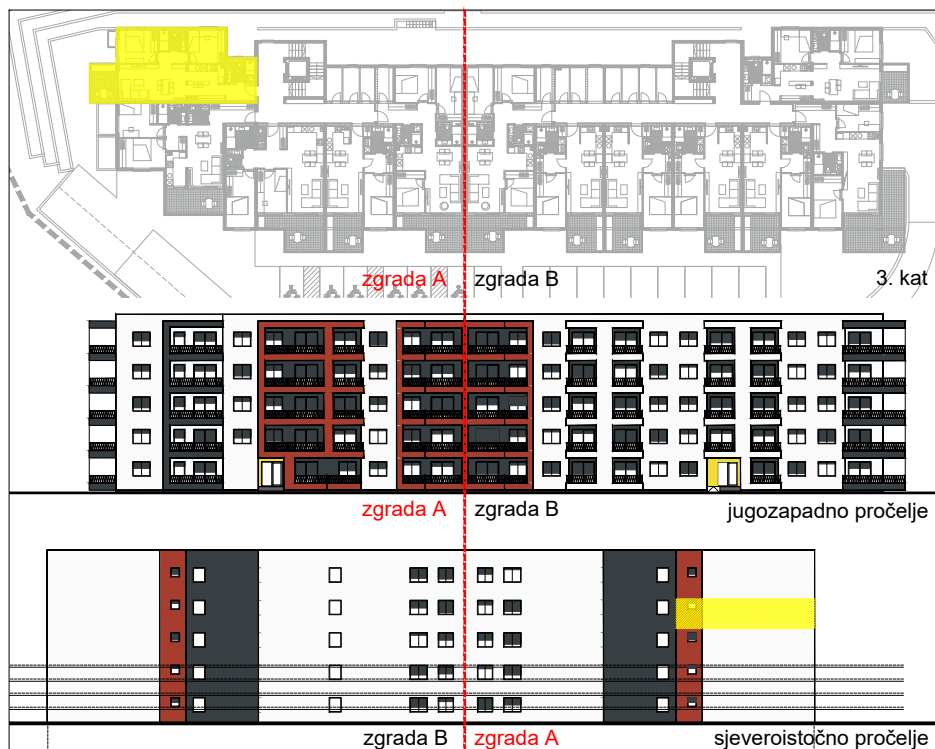 zgrada A zgrada B 3. kat
zgrada A zgrada B jugozapadno pročelje
zgrada B zgrada A sjeveroistočno pročelje